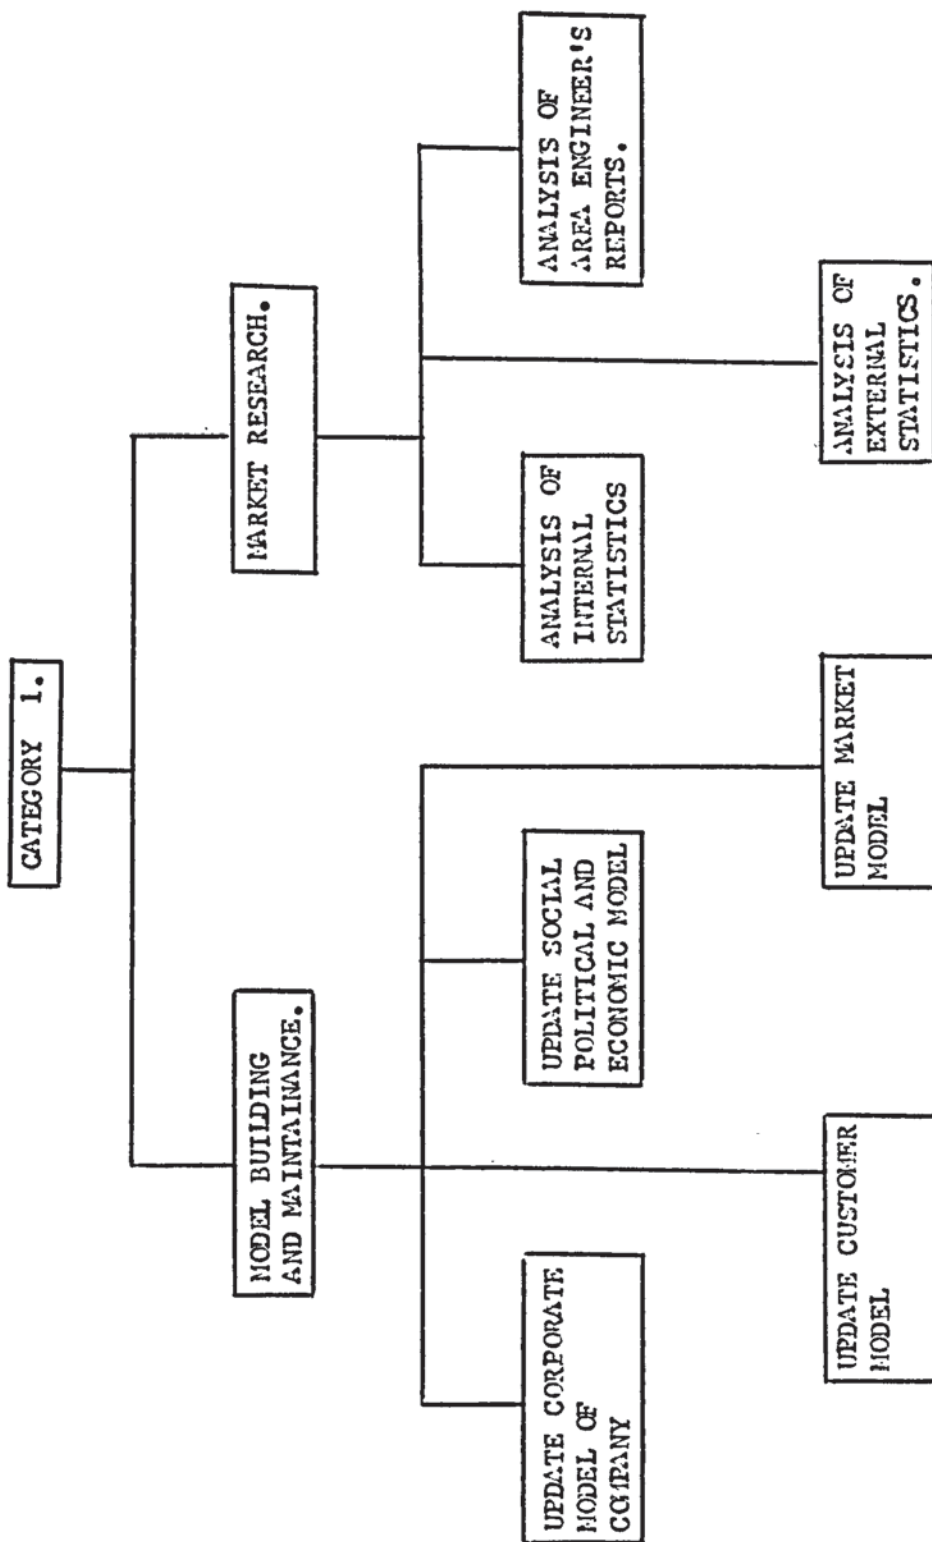 CATEGORY 1.
MODEL BUILDING
AND MAINTAINANCE.
MARKET RESEARCH.
UPDATE CORPORATE
MODEL OF
COMPANY
UPDATE SOCIAL
POLITICAL AND
ECONOMIC MODEL
ANALYSIS OF
INTERNAL
STATISTICS
ANALYSIS OF
AREA ENGINEER'S
REPORTS.
UPDATE CUSTOMER
MODEL
UPDATE MARKET
MODEL
ANALYSIS OF
EXTERNAL
STATISTICS.